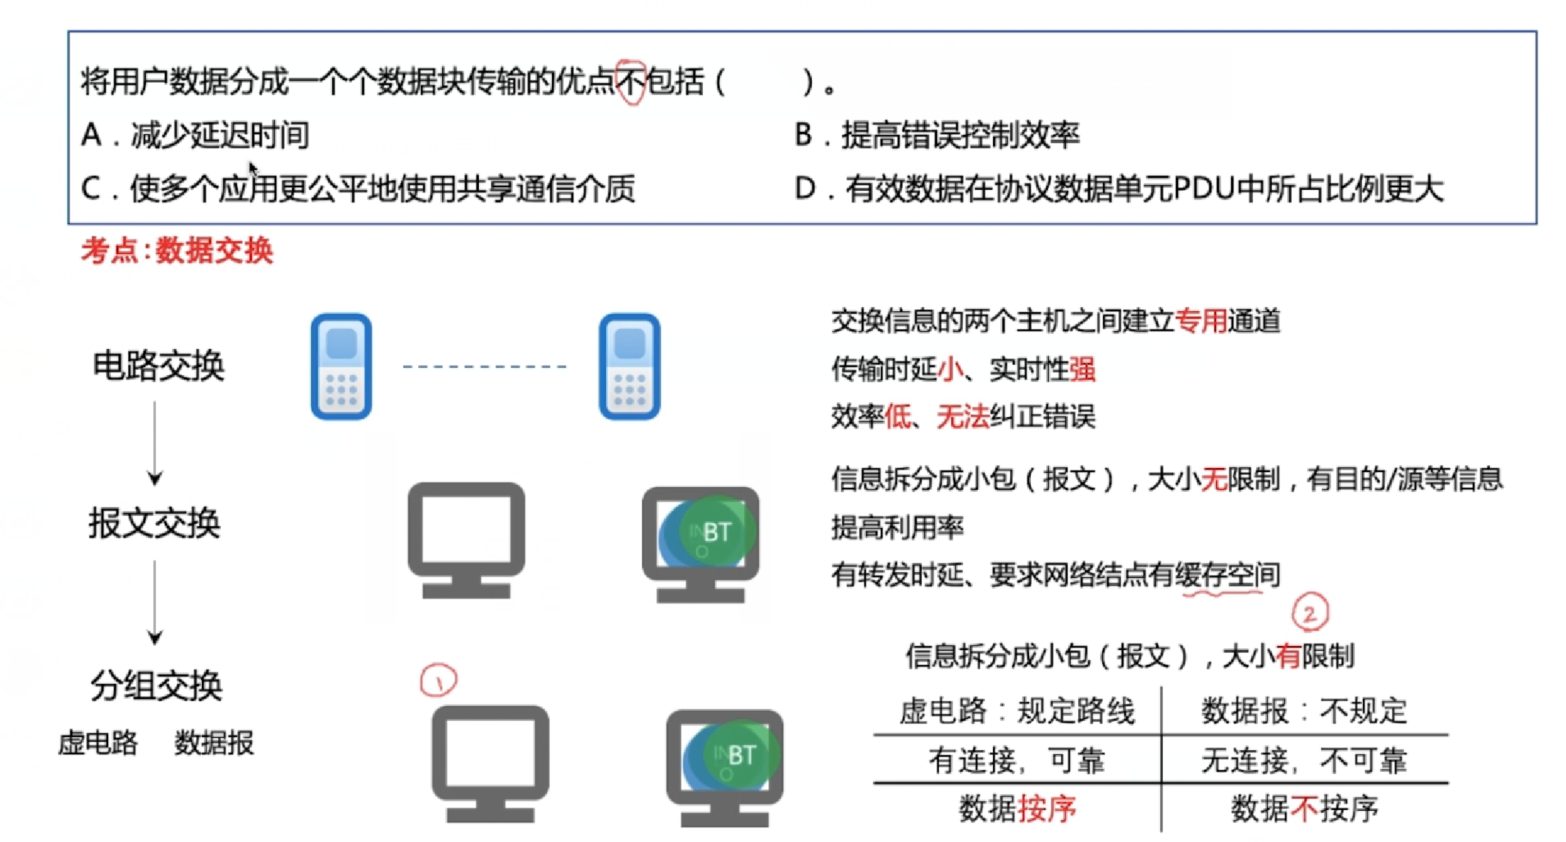 将用户数据分成一个个数据块传输的优点不包括（ ）。
A．减少延迟时间 B．提高错误控制效率
C．使多个应用更公平地使用共享通信介质 D．有效数据在协议数据单元PDU中所占比例更大
考点：数据交换
电路交换
交换信息的两个主机之间建立专用通道
传输时延小、实时性强
效率低、无法纠正错误
报文交换
BT
信息拆分成小包（报文），大小无限制，有目的/源等信息
提高利用率
有转发时延、要求网络结点有缓存空间
②
分组交换
虚电路 数据报
①
IN BT
O
信息拆分成小包（报文），大小有限制
虚电路：规定路线 数据报：不规定
有连接，可靠 无连接，不可靠
数据按序 数据不按序